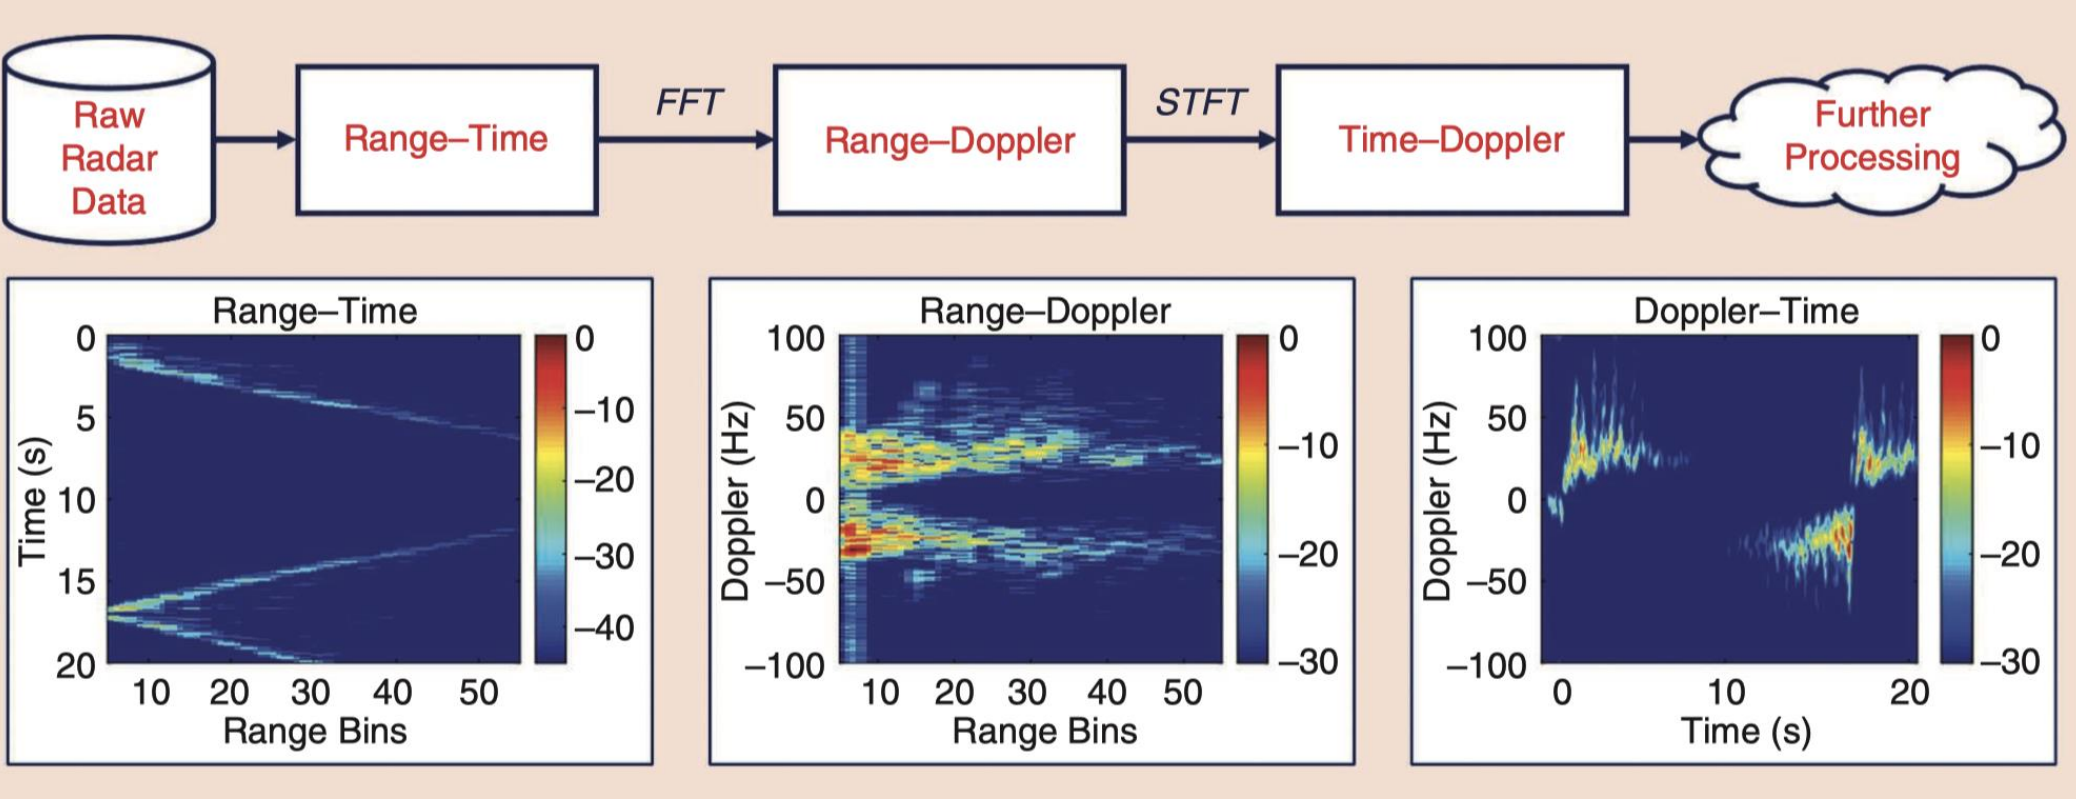 Raw
Radar
Data
Range–Time
FFT
Range–Doppler
STFT
Time–Doppler
Further
Processing
Range–Time
Time (s)
0
5
10
15
20
10 20 30 40 50
Range Bins
0
–10
–20
–30
–40
Range–Doppler
Doppler (Hz)
100
50
0
–50
–100
10 20 30 40 50
Range Bins
0
–10
–20
–30
Doppler–Time
Doppler (Hz)
100
50
0
–50
–100
0 10 20
Time (s)
0
–10
–20
–30